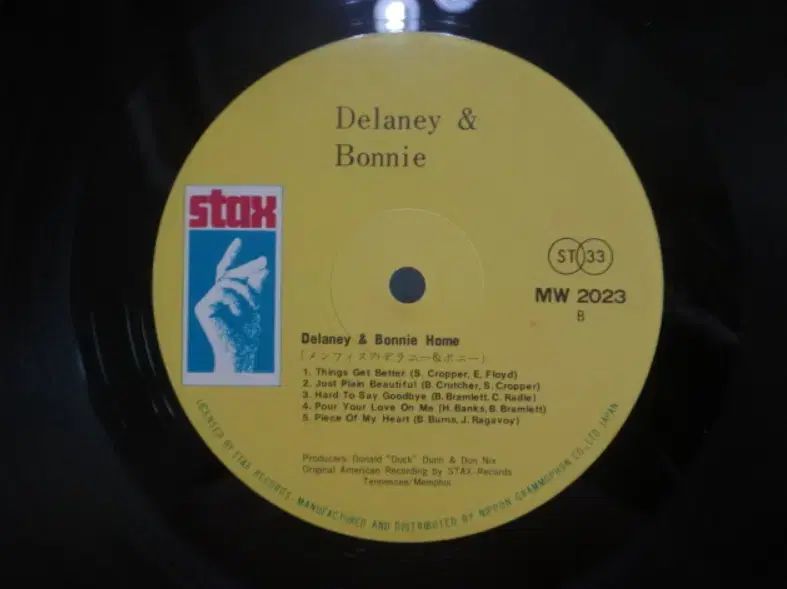 Delaney &
Bonnie
stax
ST 33
MW 2023
B
Delaney & Bonnie Home
(メンフィスのデラニー&ボニー)
1. Things Get Better (S. Cropper, E. Floyd)
2. Just Plain Beautiful (B. Crutcher, S. Cropper)
3. Hard To Say Goodbye (B. Bramlett. C. Radle)
4. Pour Your Love On Me (H. Banks, B. Bramlett)
5. Piece Of My Heart (B. Burns, J. Ragavoy)
Producers: Donald "Duck" Dunn & Don Nix
Original American Recording by STAX Records
Tennessee/Memphis
LICENSED BY STAX RECORDS. MANUFACTURED AND DISTRIBUTED BY NIPPON GRAMMOPHON CO., LTD. JAPAN